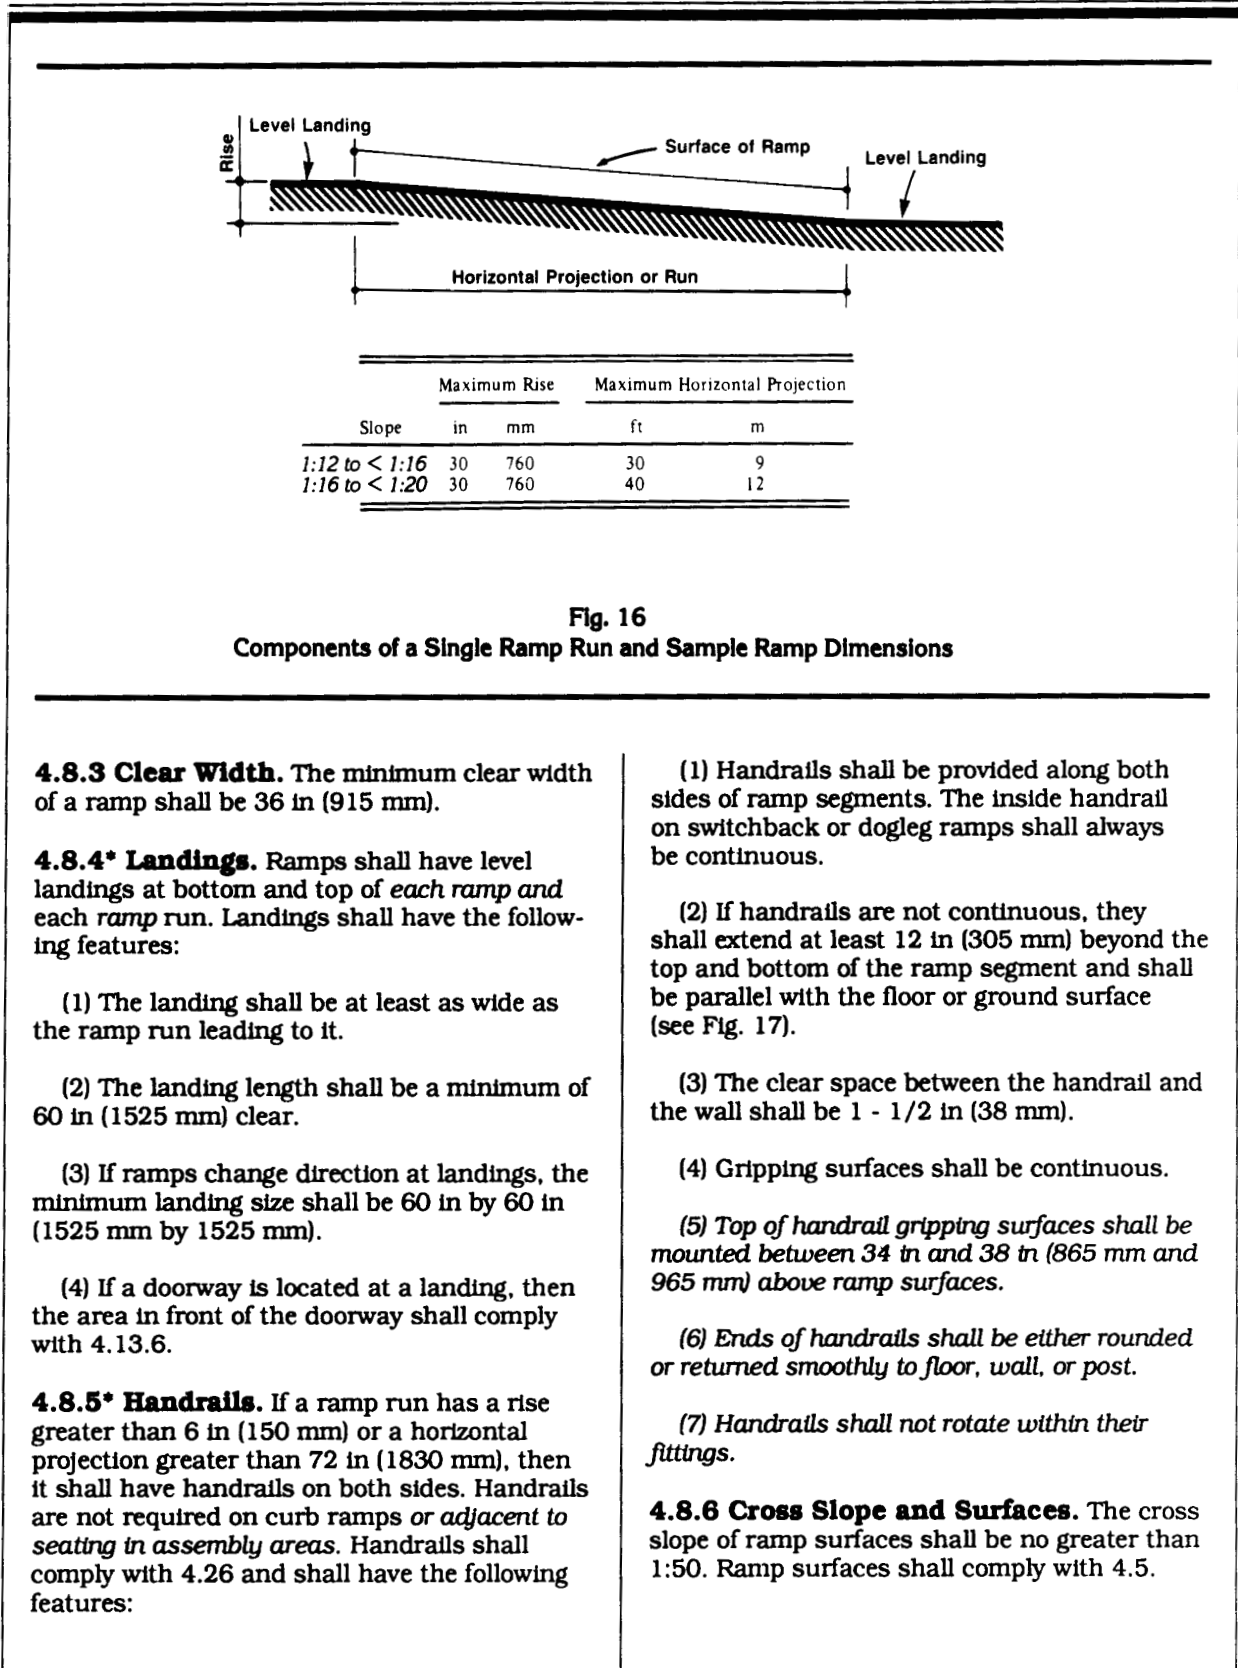 Level Landing
Rise
Surface of Ramp
Level Landing
Horizontal Projection or Run
Maximum Rise Maximum Horizontal Projection
Slope in mm ft m
1:12 to < 1:16 30 760 30 9
1:16 to < 1:20 30 760 40 12
Fig. 16
Components of a Single Ramp Run and Sample Ramp Dimensions
4.8.3 Clear Width. The minimum clear width
of a ramp shall be 36 in (915 mm).
4.8.4* Landings. Ramps shall have level
landings at bottom and top of each ramp and
each ramp run. Landings shall have the follow-
ing features:
(1) The landing shall be at least as wide as
the ramp run leading to it.
(2) The landing length shall be a minimum of
60 in (1525 mm) clear.
(3) If ramps change direction at landings, the
minimum landing size shall be 60 in by 60 in
(1525 mm by 1525 mm).
(4) If a doorway is located at a landing, then
the area in front of the doorway shall comply
with 4.13.6.
4.8.5* Handrails. If a ramp run has a rise
greater than 6 in (150 mm) or a horizontal
projection greater than 72 in (1830 mm), then
it shall have handrails on both sides. Handrails
are not required on curb ramps or adjacent to
seating in assembly areas. Handrails shall
comply with 4.26 and shall have the following
features:
(1) Handrails shall be provided along both
sides of ramp segments. The inside handrail
on switchback or dogleg ramps shall always
be continuous.
(2) If handrails are not continuous, they
shall extend at least 12 in (305 mm) beyond the
top and bottom of the ramp segment and shall
be parallel with the floor or ground surface
(see Fig. 17).
(3) The clear space between the handrail and
the wall shall be 1 - 1/2 in (38 mm).
(4) Gripping surfaces shall be continuous.
(5) Top of handrail gripping surfaces shall be
mounted between 34 in and 38 in (865 mm and
965 mm) above ramp surfaces.
(6) Ends of handrails shall be either rounded
or returned smoothly to floor, wall, or post.
(7) Handrails shall not rotate within their
fittings.
4.8.6 Cross Slope and Surfaces. The cross
slope of ramp surfaces shall be no greater than
1:50. Ramp surfaces shall comply with 4.5.